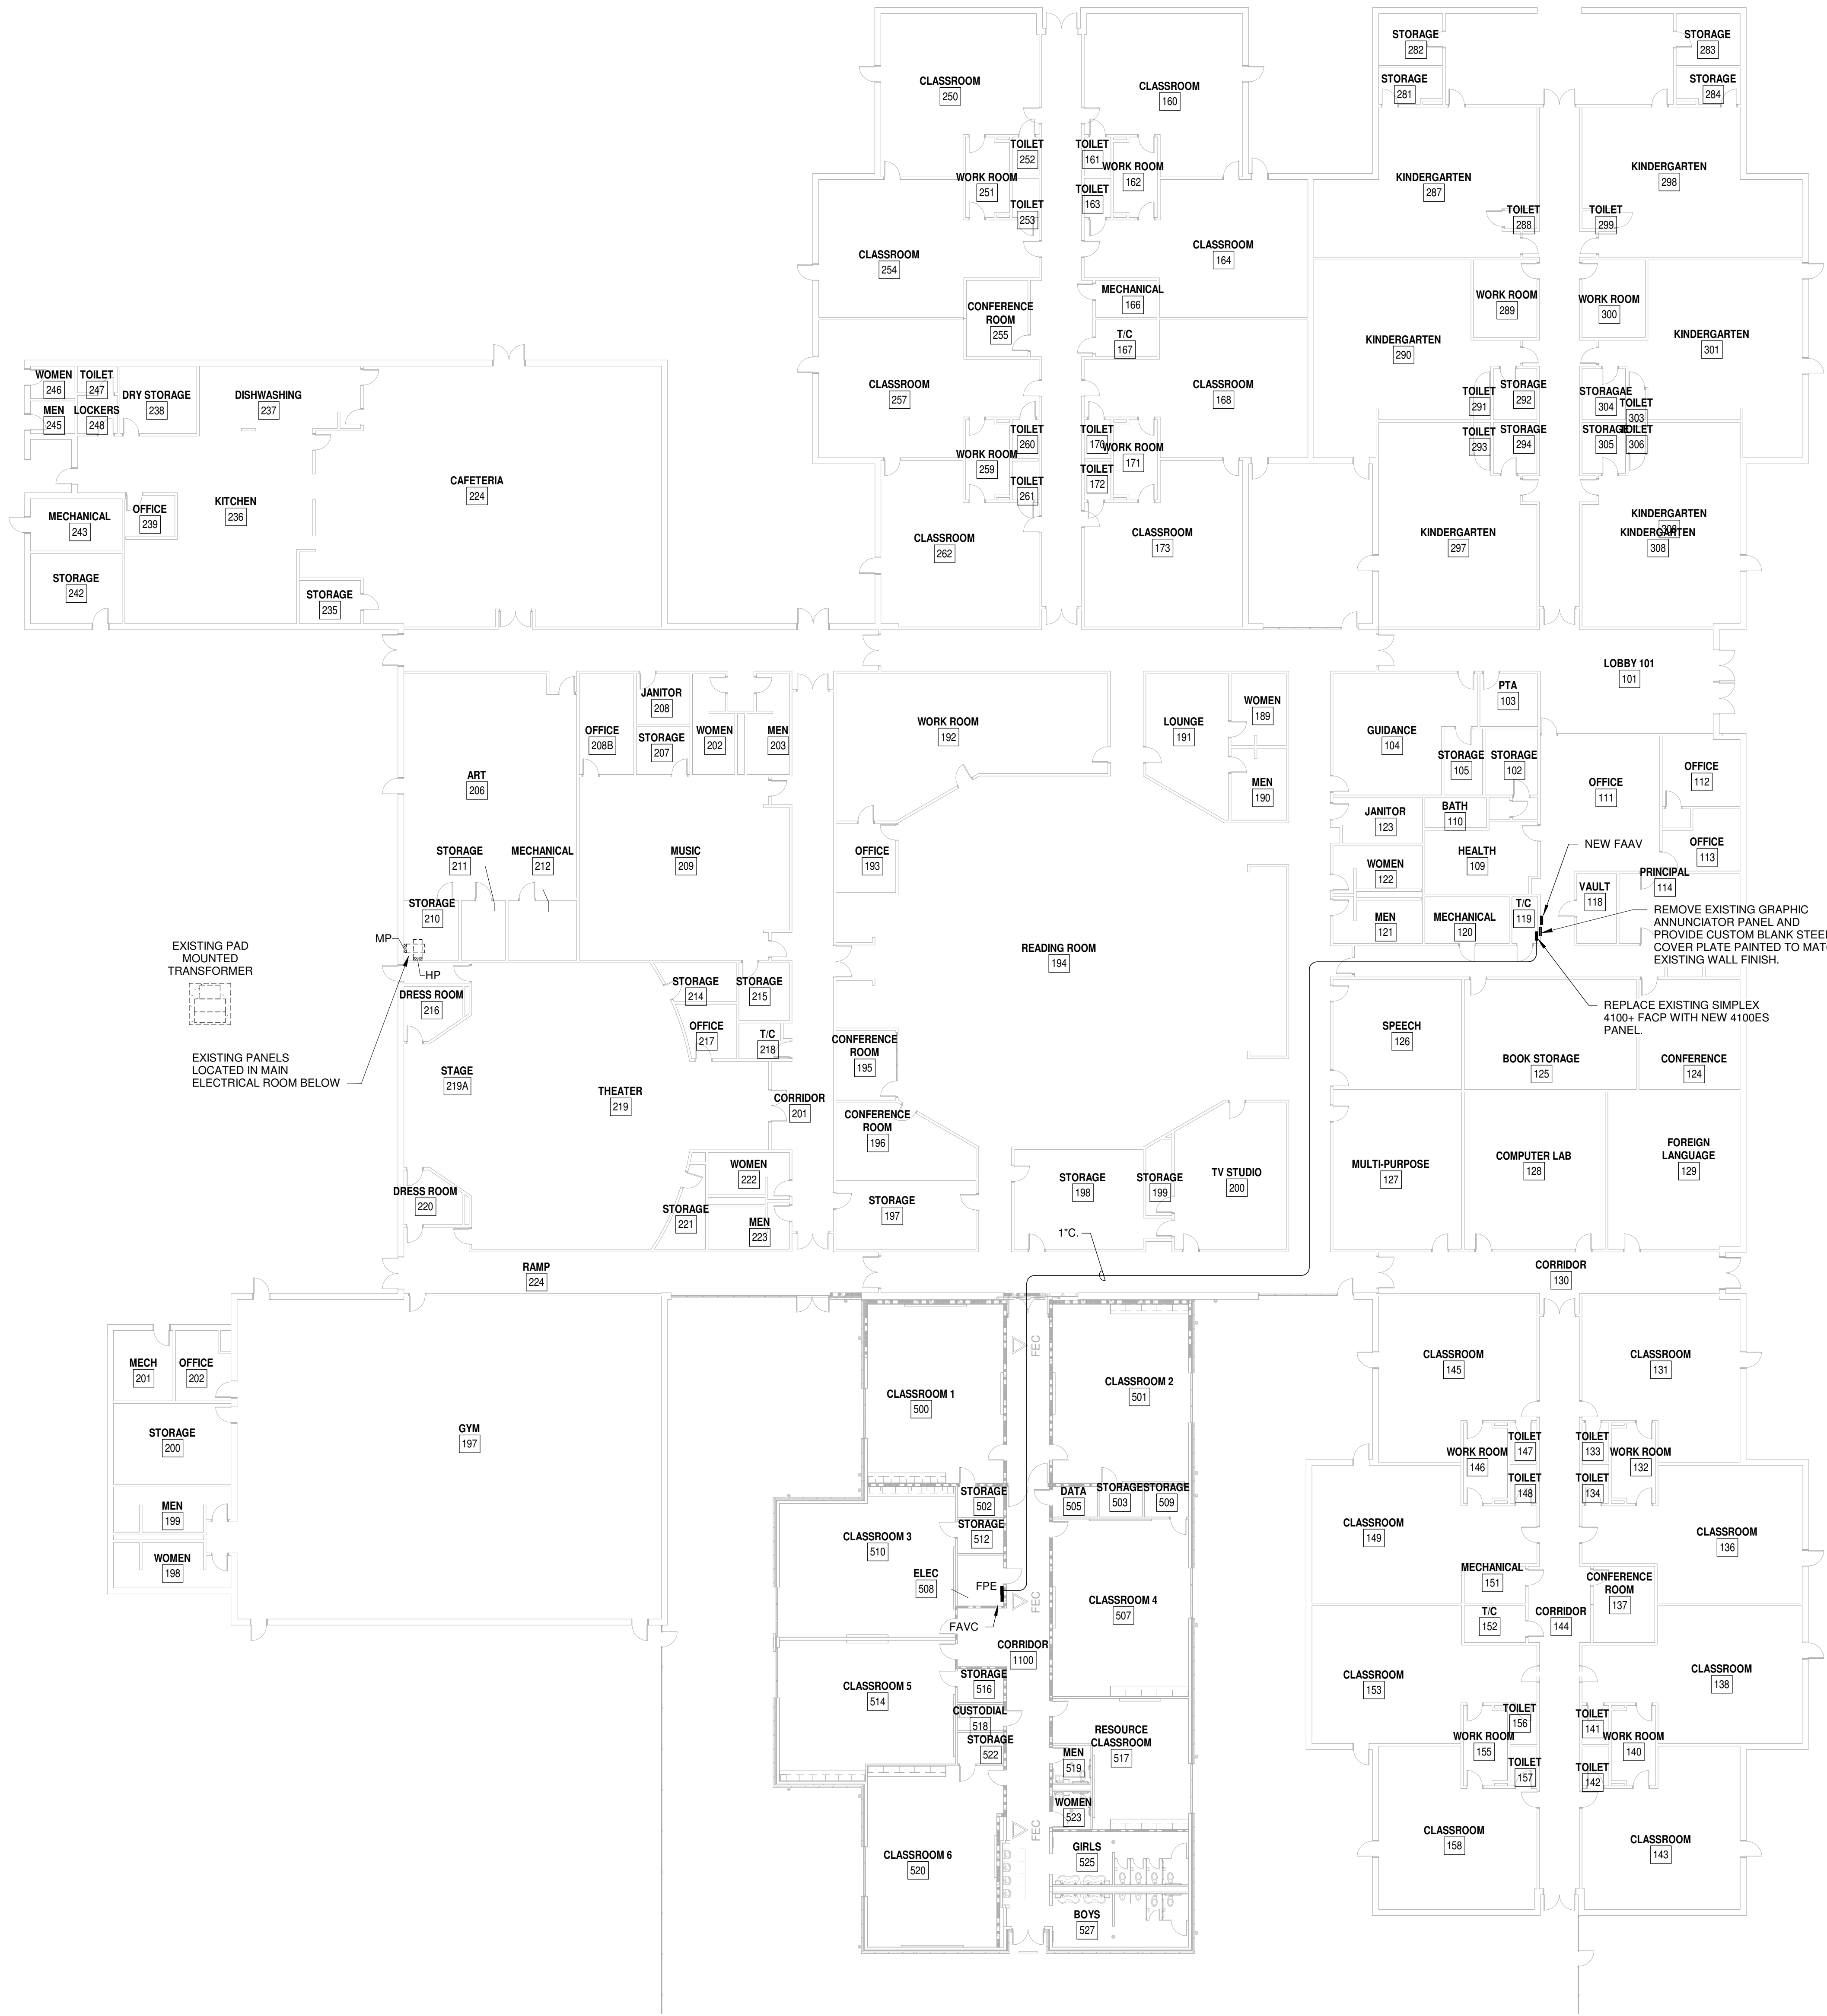 STORAGE
282
STORAGE
283
STORAGE
281
STORAGE
284
CLASSROOM
250
CLASSROOM
160
TOILET
252
TOILET
161
WORK ROOM
251
WORK ROOM
162
TOILET
253
TOILET
163
KINDERGARTEN
287
KINDERGARTEN
298
TOILET
288
TOILET
299
CLASSROOM
254
CLASSROOM
164
CONFERENCE
ROOM
255
MECHANICAL
166
WORK ROOM
289
WORK ROOM
300
T/C
167
KINDERGARTEN
290
KINDERGARTEN
301
WOMEN
246
TOILET
247
DRY STORAGE
238
DISHWASHING
237
MEN
245
LOCKERS
248
CLASSROOM
257
CLASSROOM
168
TOILET
291
STORAGE
292
STORAGAE
304
TOILET
303
TOILET
260
TOILET
170
TOILET
293
STORAGE
294
STORAGE
305
TOILET
306
WORK ROOM
259
WORK ROOM
171
TOILET
261
TOILET
172
CAFETERIA
224
KITCHEN
236
OFFICE
239
MECHANICAL
243
STORAGE
242
STORAGE
235
CLASSROOM
262
CLASSROOM
173
KINDERGARTEN
297
KINDERGARTEN
308
KINDERGARTEN
308
LOBBY 101
101
JANITOR
208
OFFICE
208B
STORAGE
207
WOMEN
202
MEN
203
WORK ROOM
192
LOUNGE
191
WOMEN
189
MEN
190
PTA
103
GUIDANCE
104
STORAGE
105
STORAGE
102
OFFICE
111
OFFICE
112
ART
206
JANITOR
123
BATH
110
OFFICE
113
STORAGE
211
MECHANICAL
212
MUSIC
209
OFFICE
193
WOMEN
122
HEALTH
109
NEW FAAV
PRINCIPAL
114
VAULT
118
STORAGE
210
MEN
121
MECHANICAL
120
T/C
119
REMOVE EXISTING GRAPHIC
ANNUNCIATOR PANEL AND
PROVIDE CUSTOM BLANK STEEL
COVER PLATE PAINTED TO MATC
EXISTING WALL FINISH.
EXISTING PAD
MOUNTED
TRANSFORMER
MP
HP
READING ROOM
194
DRESS ROOM
216
STORAGE
214
STORAGE
215
OFFICE
217
T/C
218
REPLACE EXISTING SIMPLEX
4100+ FACP WITH NEW 4100ES
PANEL.
SPEECH
126
BOOK STORAGE
125
CONFERENCE
124
EXISTING PANELS
LOCATED IN MAIN
ELECTRICAL ROOM BELOW
STAGE
219A
THEATER
219
CORRIDOR
201
CONFERENCE
ROOM
195
CONFERENCE
ROOM
196
WOMEN
222
DRESS ROOM
220
STORAGE
221
MEN
223
STORAGE
197
STORAGE
198
STORAGE
199
TV STUDIO
200
MULTI-PURPOSE
127
COMPUTER LAB
128
FOREIGN
LANGUAGE
129
1"C.
RAMP
224
CORRIDOR
130
MECH
201
OFFICE
202
STORAGE
200
GYM
197
MEN
199
WOMEN
198
FEC
CLASSROOM 1
500
CLASSROOM 2
501
CLASSROOM
145
CLASSROOM
131
TOILET
147
TOILET
133
WORK ROOM
146
WORK ROOM
132
TOILET
148
TOILET
134
STORAGE
502
DATA
505
STORAGE
503
STORAGE
509
STORAGE
512
CLASSROOM 3
510
CLASSROOM
149
CLASSROOM
136
ELEC
508
FPE
FEC
FAVC
CLASSROOM 4
507
MECHANICAL
151
CONFERENCE
ROOM
137
T/C
152
CORRIDOR
144
CORRIDOR
1100
CLASSROOM 5
514
STORAGE
516
CUSTODIAL
518
STORAGE
522
RESOURCE
CLASSROOM
517
MEN
519
WOMEN
523
CLASSROOM
153
CLASSROOM
138
TOILET
156
TOILET
141
WORK ROOM
155
WORK ROOM
140
TOILET
157
TOILET
142
FEC
CLASSROOM 6
520
GIRLS
525
BOYS
527
CLASSROOM
158
CLASSROOM
143